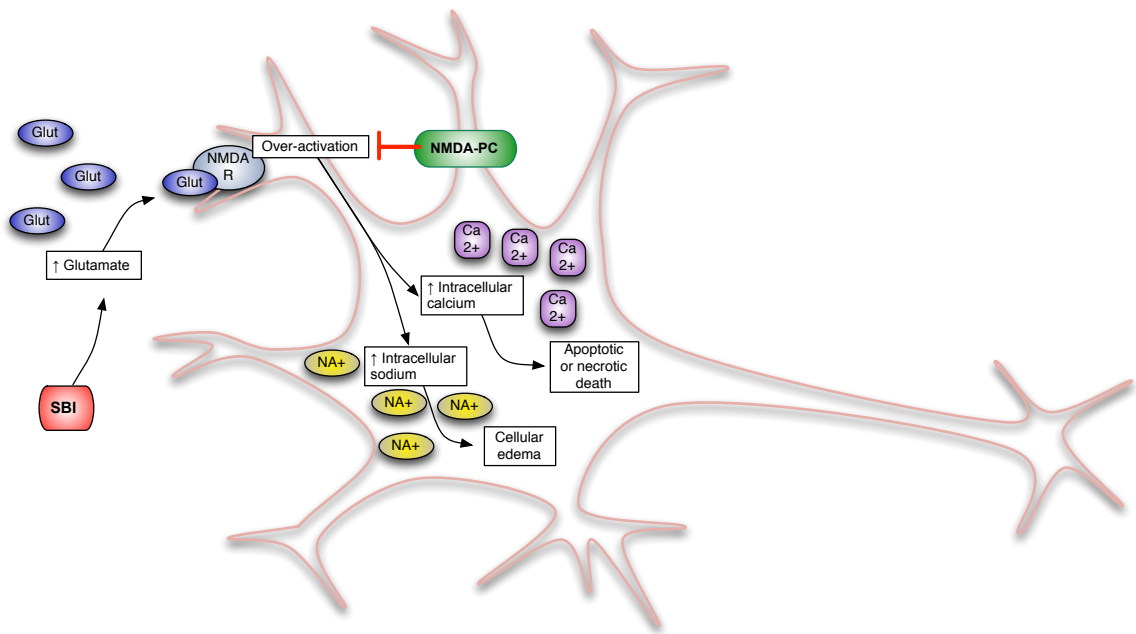 Glut
Glut
Glut
Glut
NMDA
R
Over-activation
NMDA-PC
↑ Glutamate
SBI
Ca
2+
Ca
2+
Ca
2+
Ca
2+
↑ Intracellular
calcium
Apoptotic
or necrotic
death
NA+
↑ Intracellular
sodium
NA+
NA+
NA+
Cellular
edema